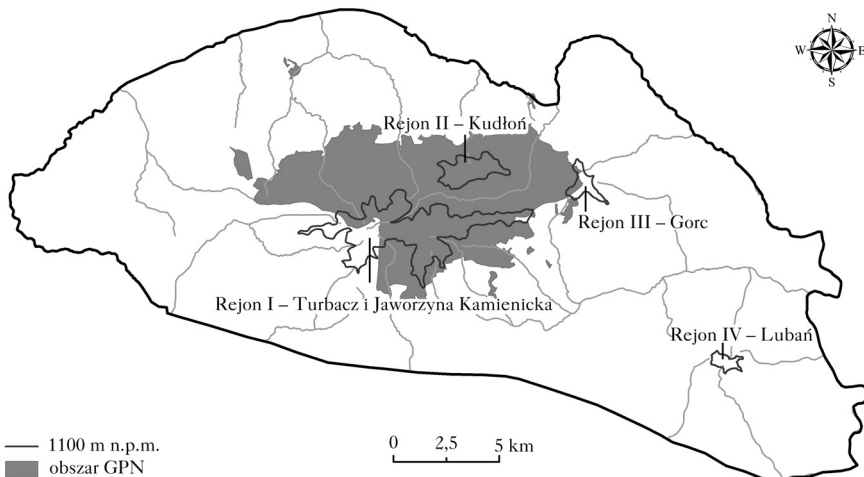 N
W E
S
Rejon II – Kudłoń
Rejon III – Gorc
Rejon I – Turbacz i Jaworzyna Kamienicka
Rejon IV – Lubań
1100 m n.p.m.
obszar GPN
0 2,5 5 km